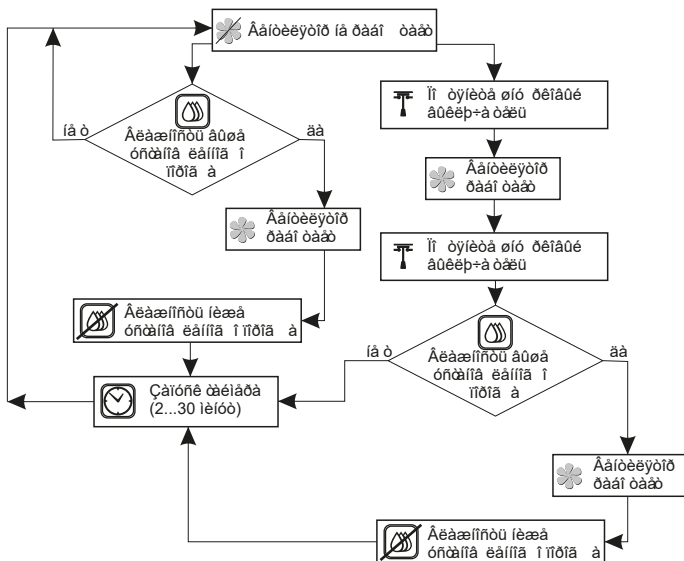 Âåíòèëÿòîð íå ðàáî òàåò
Ïî òÿíèòå øíó ðêîâûé
âûêëþ÷à òåëü
íå ò
Âëàæíîñòü âûøå
óñòàíîâ ëåííîã î
ïîðîã à
äà
Âåíòèëÿòîð
ðàáî òàåò
Âåíòèëÿòîð
ðàáî òàåò
Ïî òÿíèòå øíó ðêîâûé
âûêëþ÷à òåëü
Âëàæíîñòü íèæå
óñòàíîâ ëåííîã î ïîðîã à
íå ò
Âëàæíîñòü âûøå
óñòàíîâ ëåííîã î
ïîðîã à
äà
Çàïóñê òàéìåðà
(2...30 ìèíóò)
Âåíòèëÿòîð
ðàáî òàåò
Âëàæíîñòü íèæå
óñòàíîâ ëåííîã î ïîðîã à